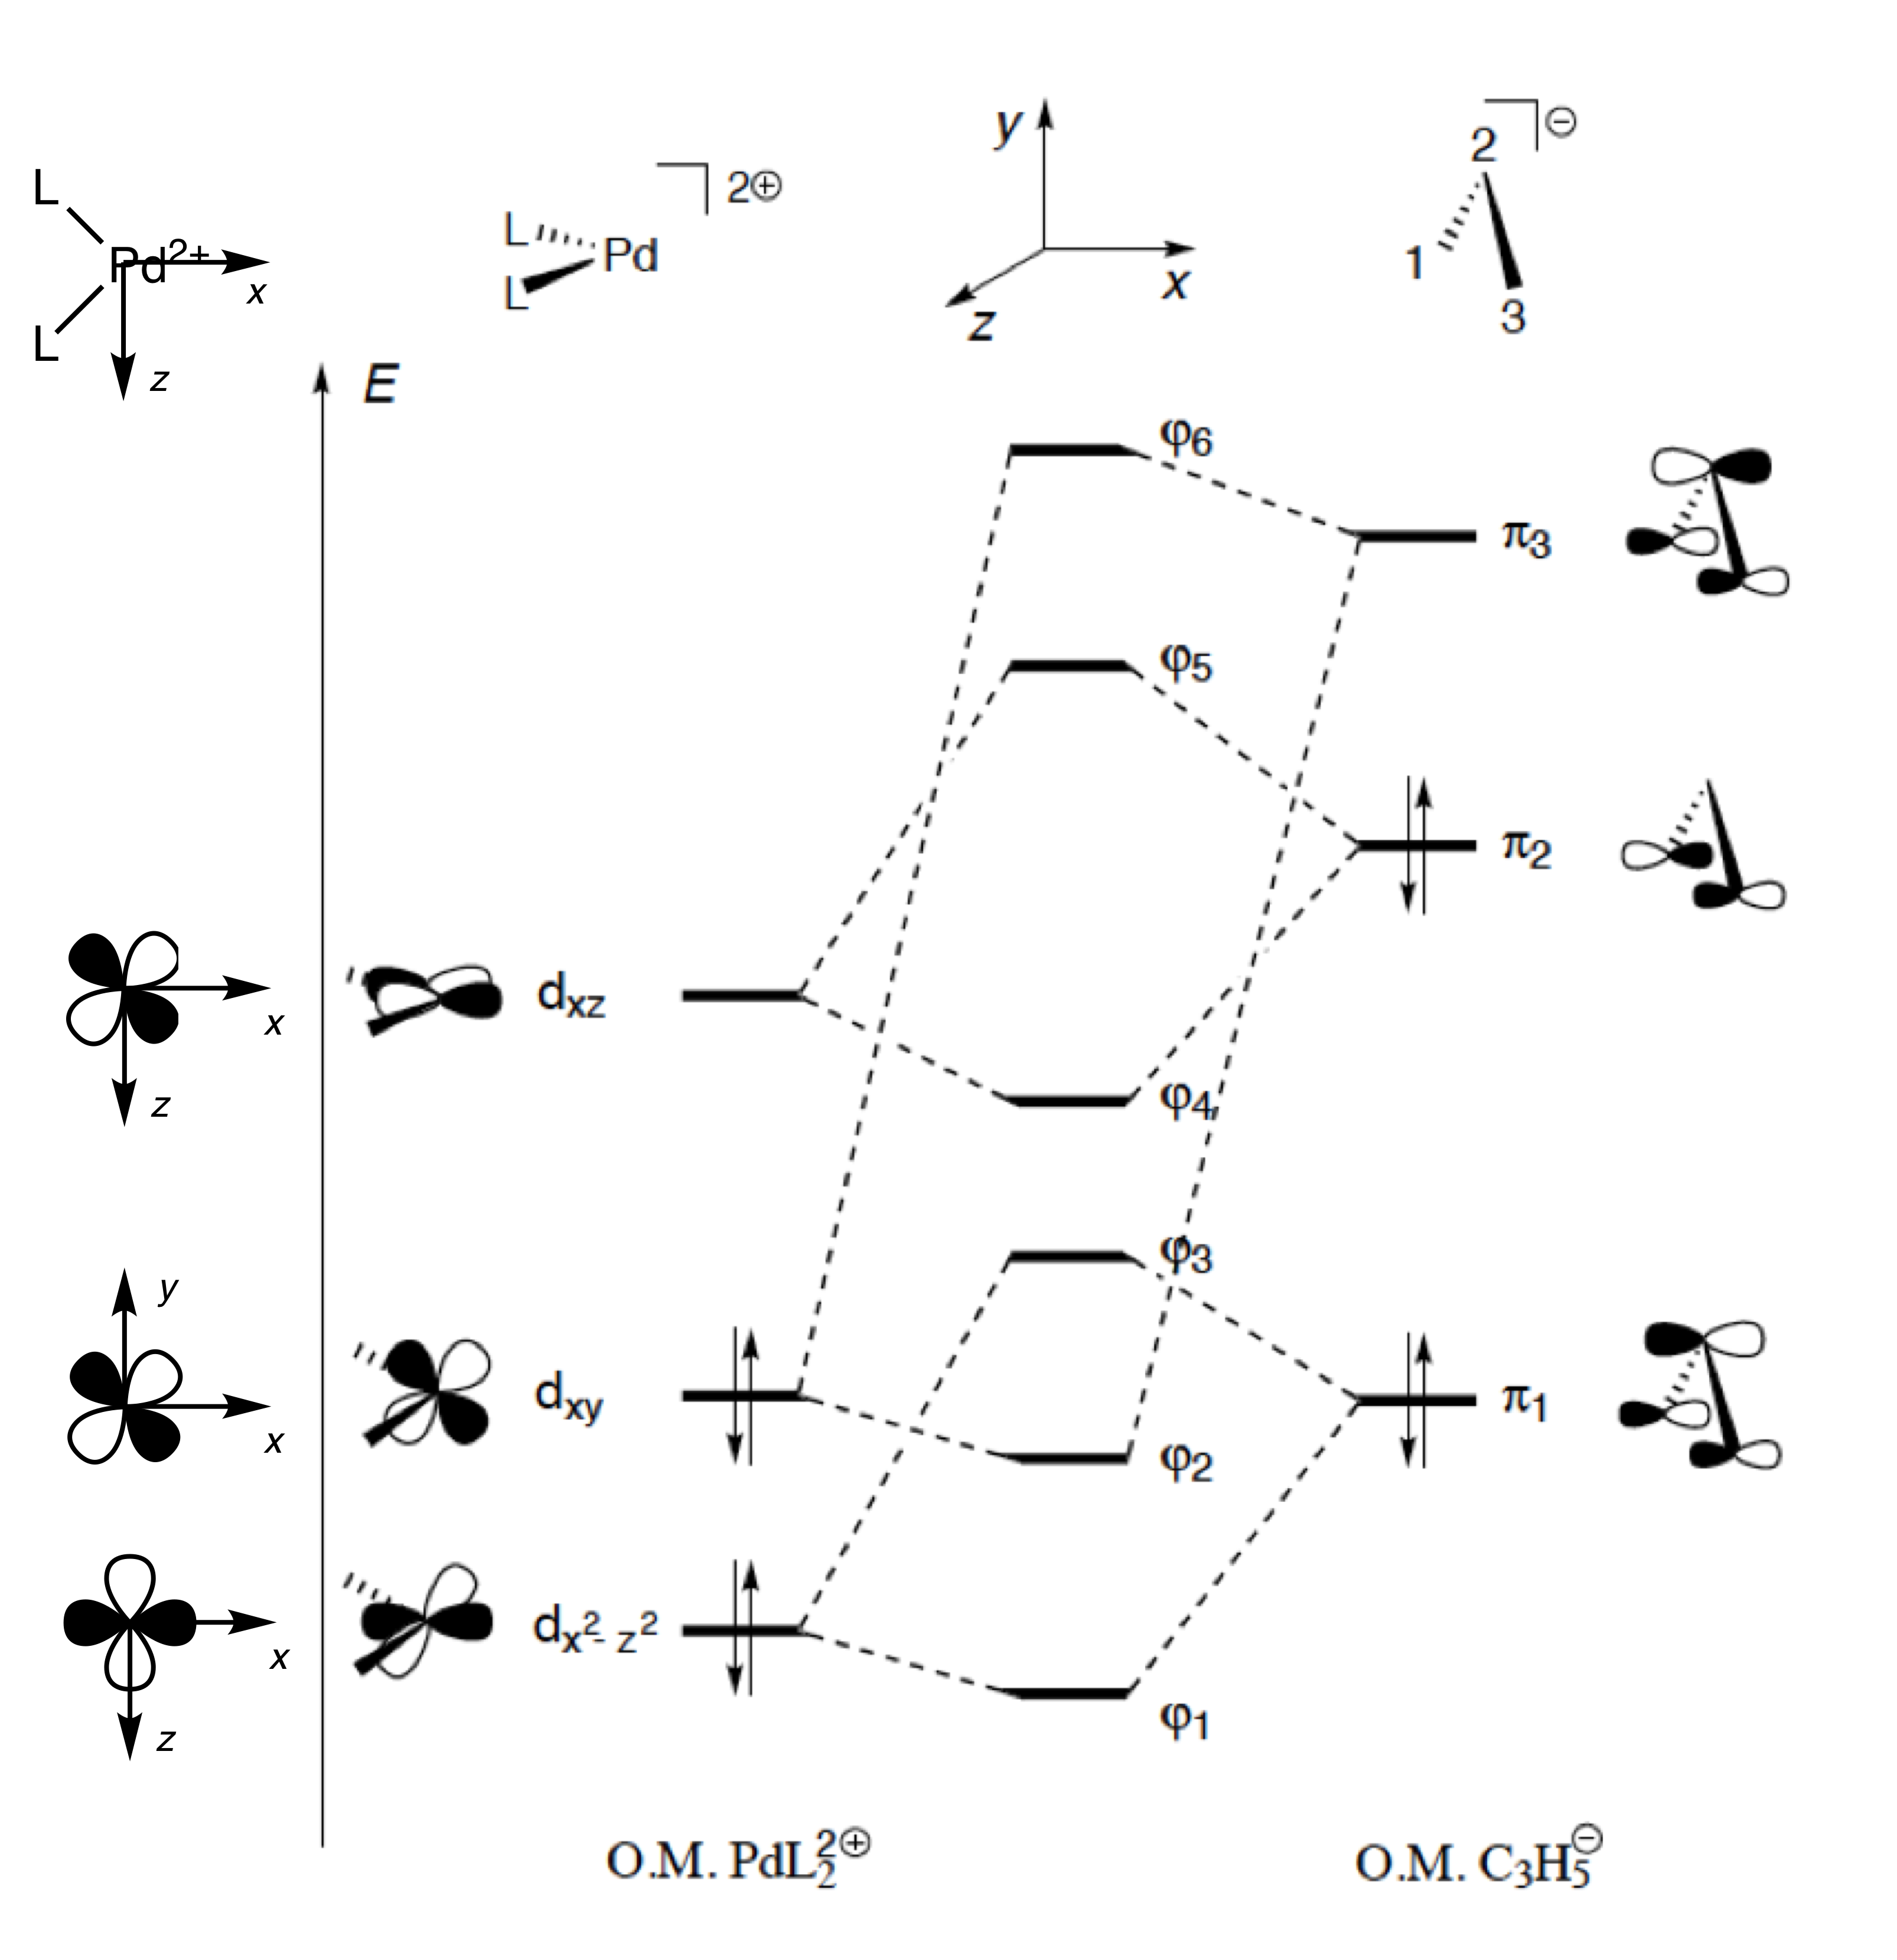 2⊖
L
Pd²⁺
x
L
z
L
L
Pd
2⊕
y
x
z
⊖
2
1
3
E
φ6
π3
φ5
π2
x
z
dxz
φ4
φ3
y
x
dxy
φ2
π1
x
z
dx²- z²
φ1
O.M. PdL₂²⊕
O.M. C₃H₅⊖